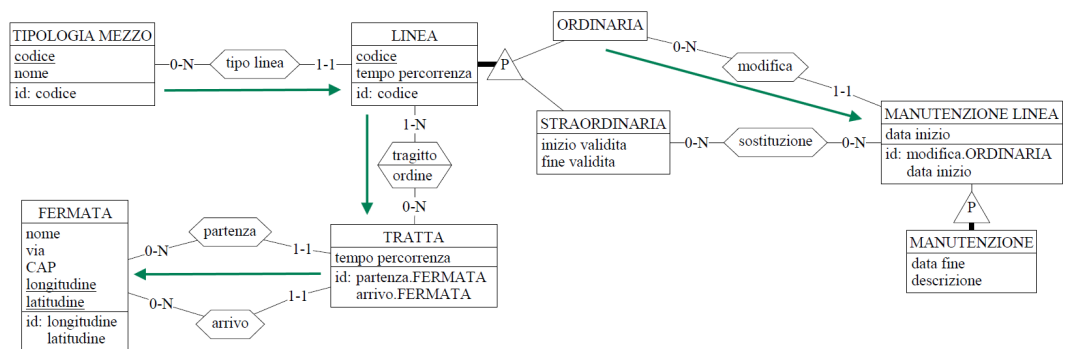 TIPOLOGIA MEZZO
codice
nome
id: codice
0-N
tipo linea
1-1
LINEA
codice
tempo percorrenza
id: codice
P
ORDINARIA
0-N
modifica
1-1
STRAORDINARIA
inizio validita
fine validita
0-N
sostituzione
0-N
MANUTENZIONE LINEA
data inizio
id: modifica.ORDINARIA
data inizio
P
MANUTENZIONE
data fine
descrizione
1-N
tragitto
ordine
0-N
TRATTA
tempo percorrenza
id: partenza.FERMATA
arrivo.FERMATA
FERMATA
nome
via
CAP
longitudine
latitudine
id: longitudine
latitudine
0-N
partenza
1-1
0-N
arrivo
1-1